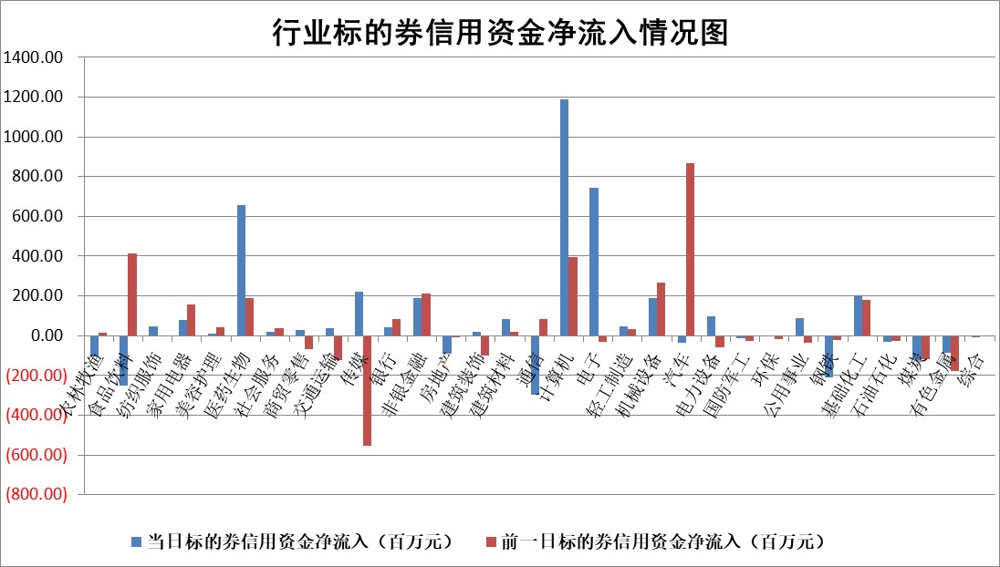 行业标的券信用资金净流入情况图
1400.00
1200.00
1000.00
800.00
600.00
400.00
200.00
0.00
(200.00)
(400.00)
(600.00)
(800.00)
农林牧渔
食品饮料
纺织服饰
家用电器
美容护理
医药生物
社会服务
商贸零售
交通运输
传媒
银行
非银金融
房地产
建筑装饰
建筑材料
通信
计算机
电子
轻工制造
机械设备
汽车
电力设备
国防军工
环保
公用事业
钢铁
基础化工
石油石化
煤炭
有色金属
综合
当日标的券信用资金净流入（百万元）
前一日标的券信用资金净流入（百万元）